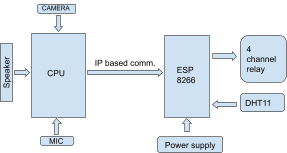 CAMERA
Speaker
CPU
IP based comm.
ESP
8266
4
channel
relay
DHT11
MIC
Power supply